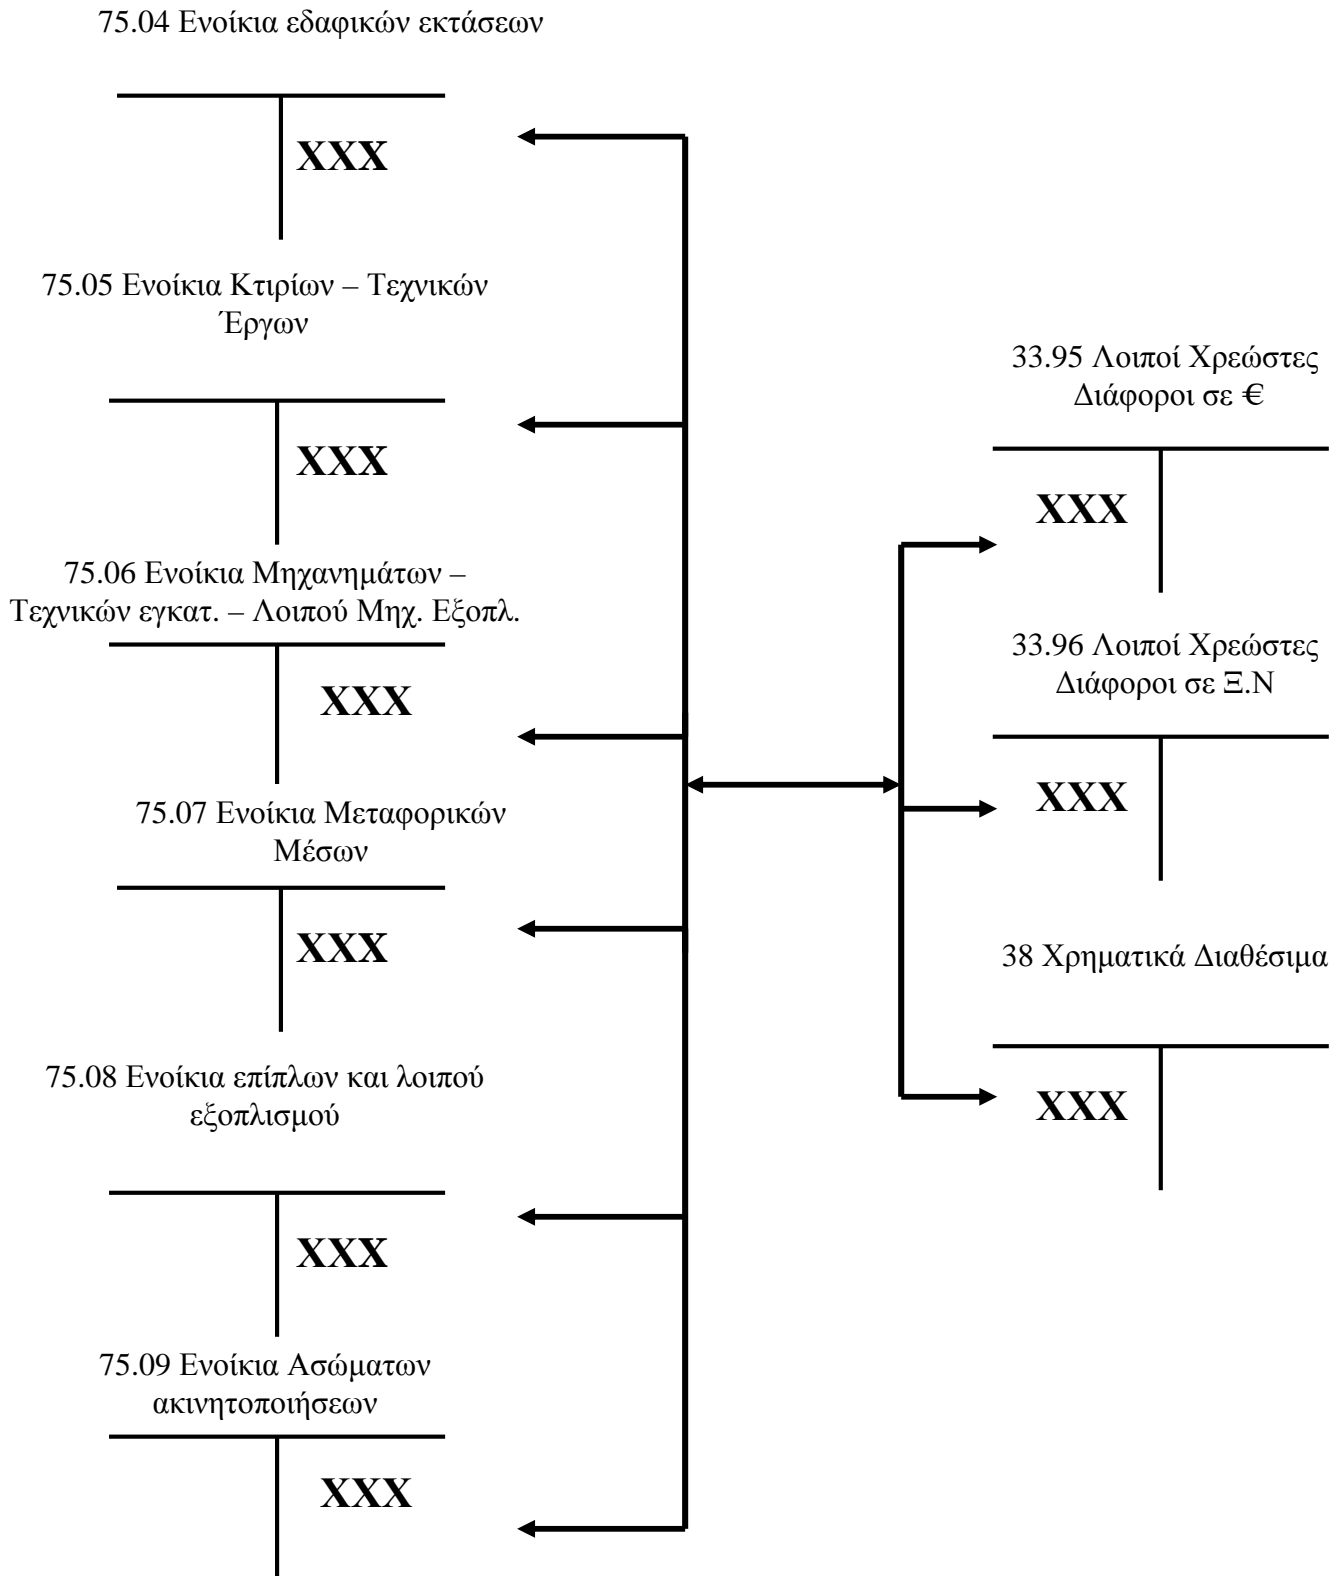 75.04 Ενοίκια εδαφικών εκτάσεων
XXX
75.05 Ενοίκια Κτιρίων – Τεχνικών
Έργων
XXX
75.06 Ενοίκια Μηχανημάτων –
Τεχνικών εγκατ. – Λοιπού Μηχ. Εξοπλ.
XXX
75.07 Ενοίκια Μεταφορικών
Μέσων
XXX
75.08 Ενοίκια επίπλων και λοιπού
εξοπλισμού
XXX
75.09 Ενοίκια Ασώματων
ακινητοποιήσεων
XXX
33.95 Λοιποί Χρεώστες
Διάφοροι σε €
XXX
33.96 Λοιποί Χρεώστες
Διάφοροι σε Ξ.Ν
XXX
38 Χρηματικά Διαθέσιμα
XXX